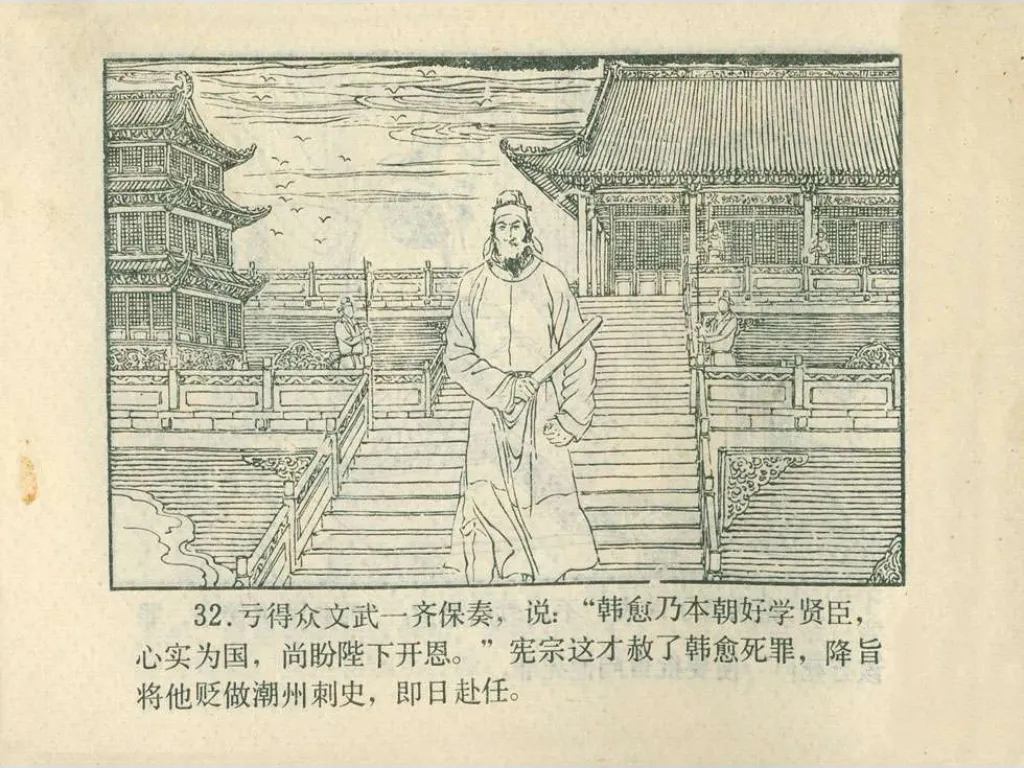 32.亏得众文武一齐保奏，说：“韩愈乃本朝好学贤臣，
心实为国，尚盼陛下开恩。”宪宗这才赦了韩愈死罪，降旨
将他贬做潮州刺史，即日赴任。